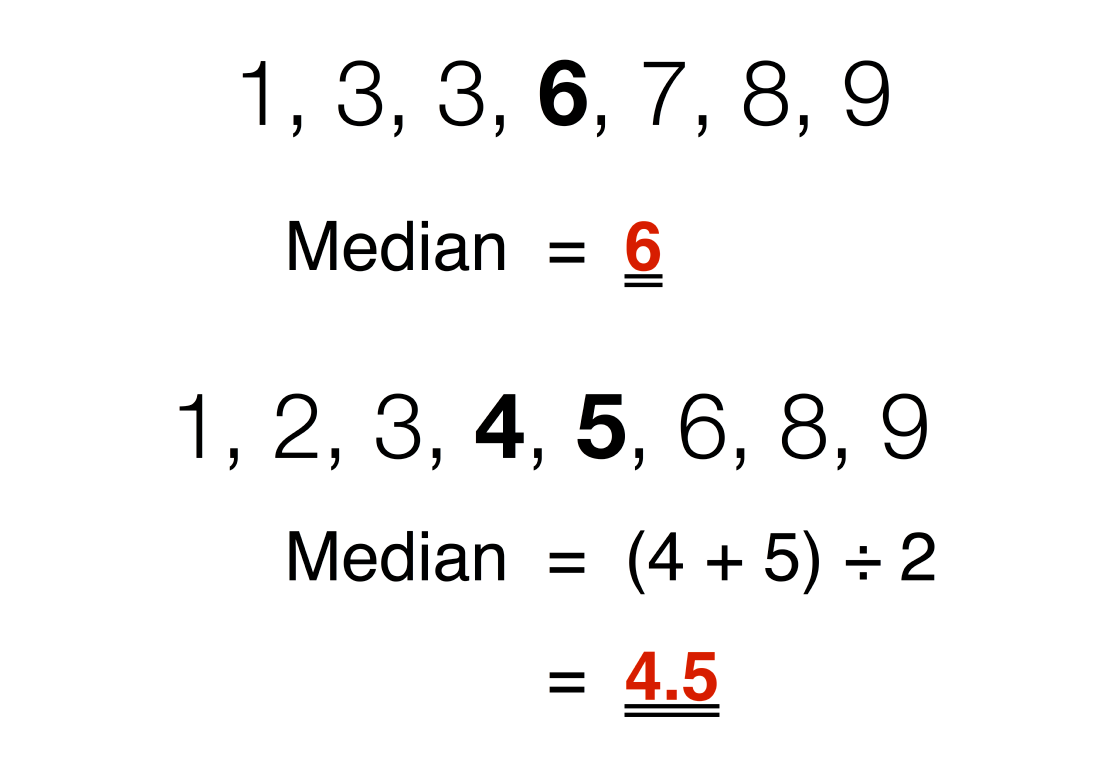 1, 3, 3, 6, 7, 8, 9
Median = 6
1, 2, 3, 4, 5, 6, 8, 9
Median = (4 + 5) ÷ 2
= 4.5